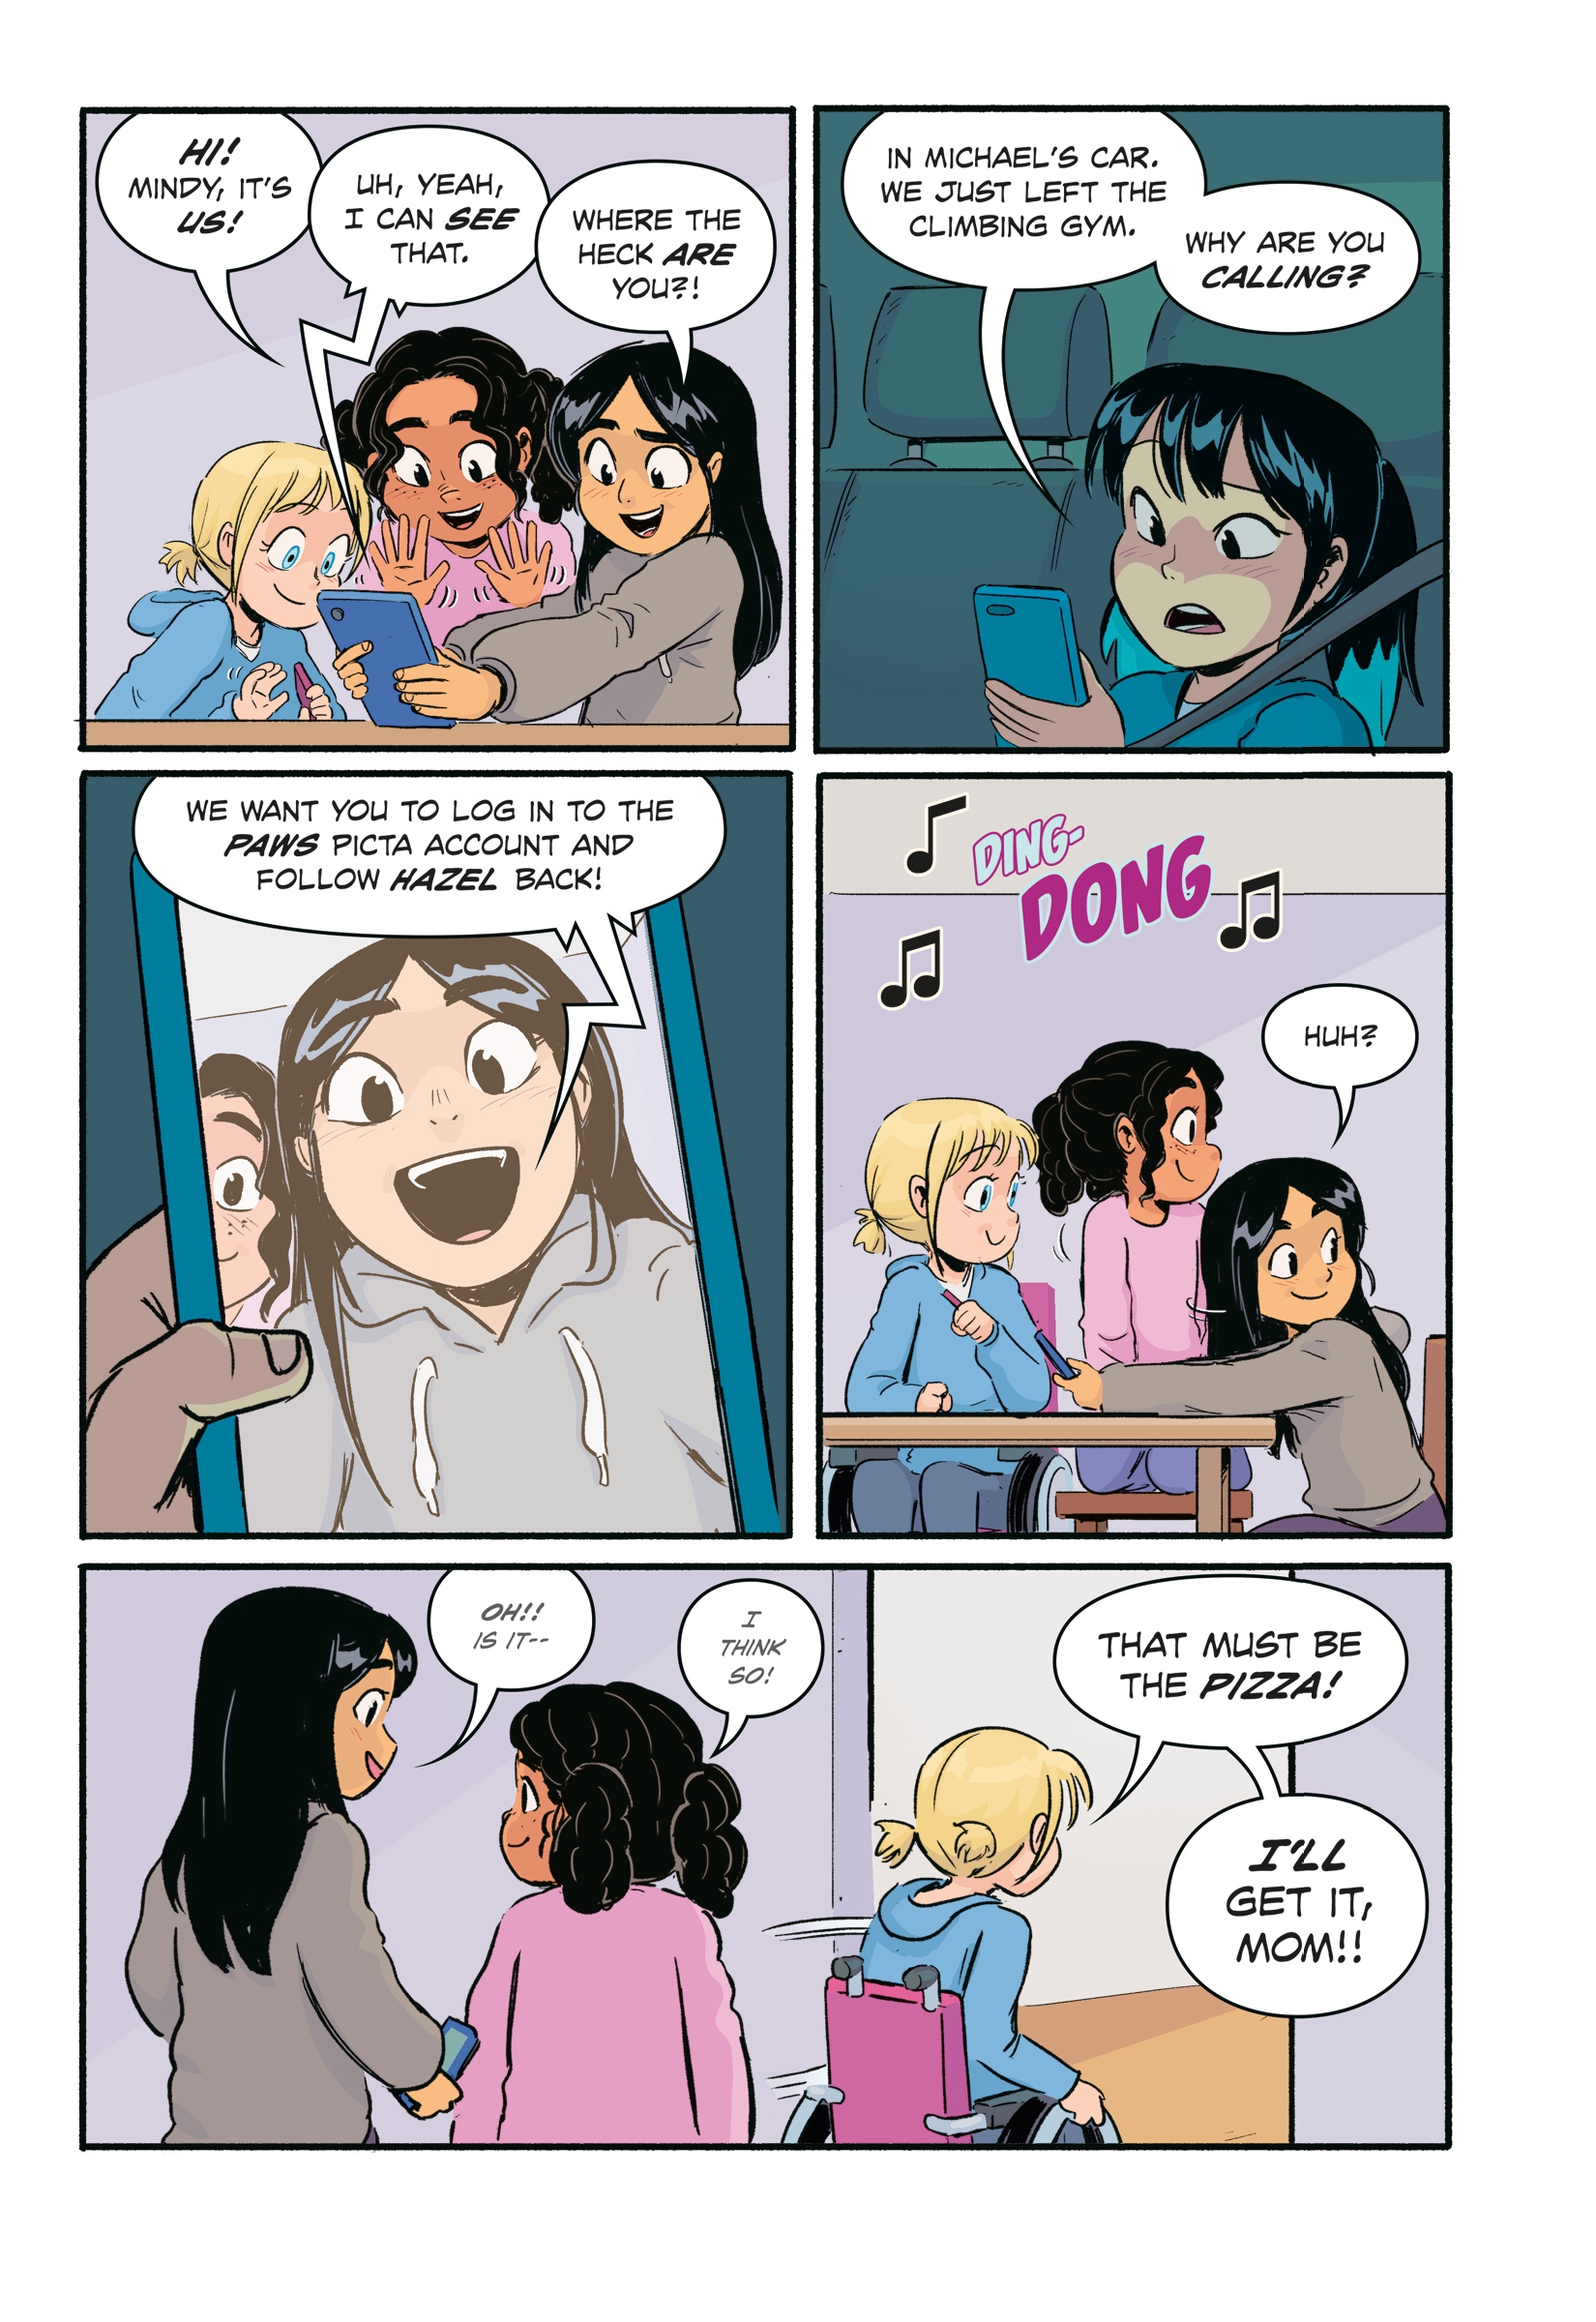 HI!
MINDY, IT'S
US!
UH, YEAH,
I CAN SEE
THAT.
WHERE THE
HECK ARE
YOU?!
IN MICHAEL'S CAR.
WE JUST LEFT THE
CLIMBING GYM.
WHY ARE YOU
CALLING?
WE WANT YOU TO LOG IN TO THE
PAWS PICTA ACCOUNT AND
FOLLOW HAZEL BACK!
DING-
DONG
HUH?
OH!!
IS IT--
I
THINK
SO!
THAT MUST BE
THE PIZZA!
I'LL
GET IT,
MOM!!